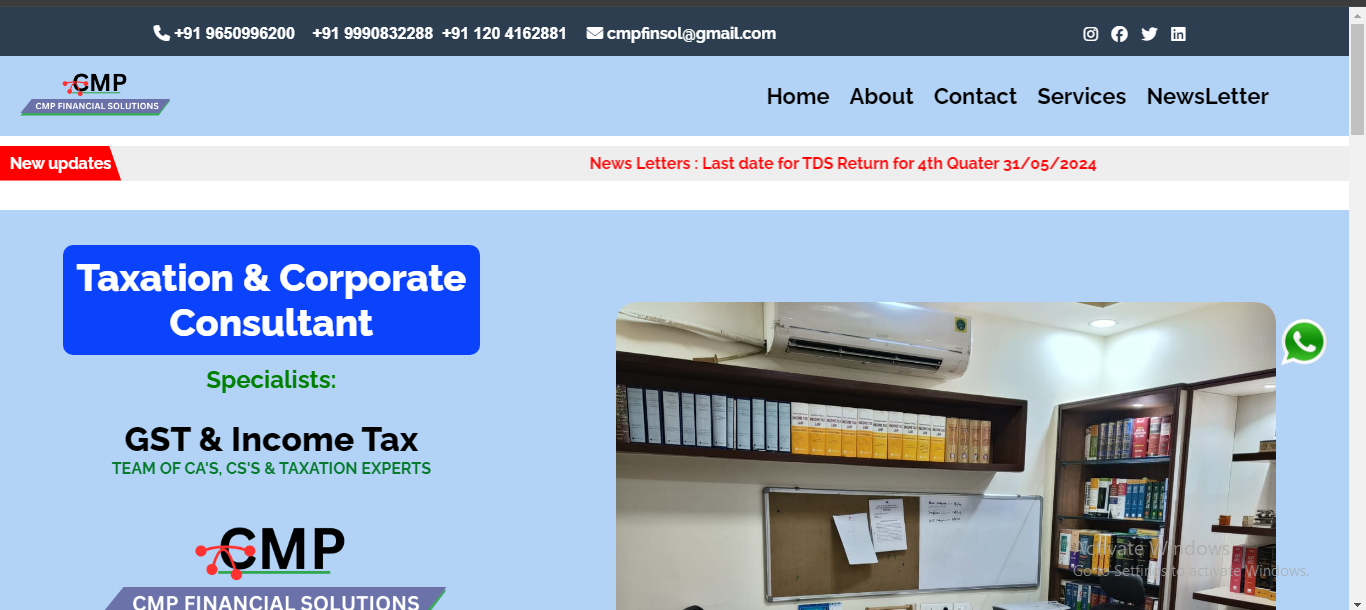 +91 9650996200 +91 9990832288 +91 120 4162881 cmpfinsol@gmail.com
CMP
CMP FINANCIAL SOLUTIONS
Home About Contact Services NewsLetter
New updates
News Letters : Last date for TDS Return for 4th Quater 31/05/2024
Taxation & Corporate
Consultant
Specialists:
GST & Income Tax
TEAM OF CA'S, CS'S & TAXATION EXPERTS
CMP
CMP FINANCIAL SOLUTIONS
Activate Windows
Go to Settings to activate Windows.